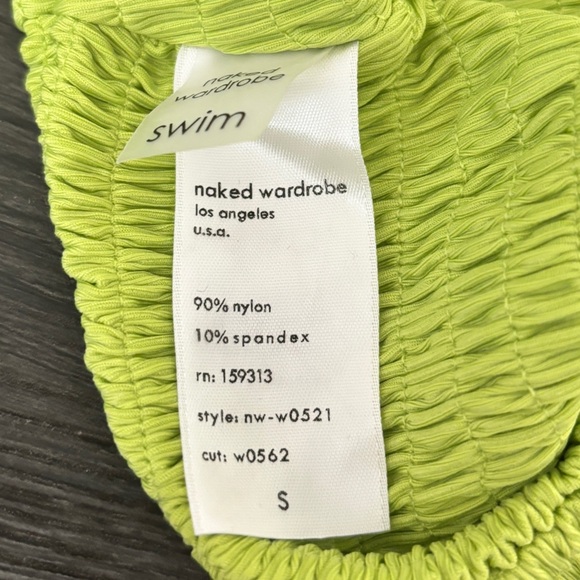 naked
wardrobe
swim
naked wardrobe
los angeles
u.s.a.
90% nylon
10% spandex
rn: 159313
style: nw-w0521
cut: w0562
S